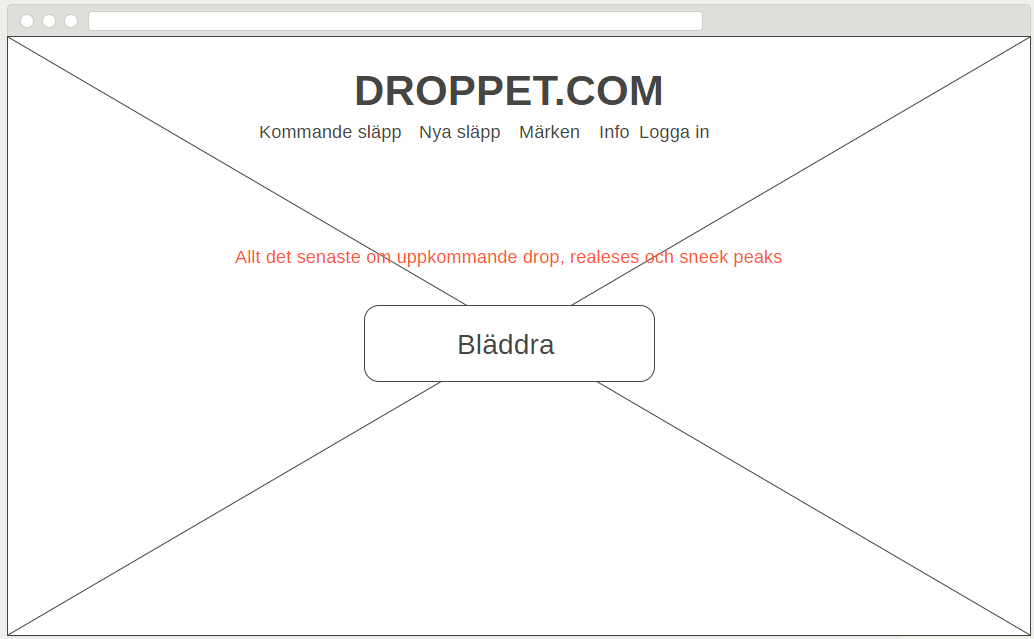 DROPPET.COM
Kommande släpp Nya släpp Märken Info Logga in
Allt det senaste om uppkommande drop, realeses och sneek peaks
Bläddra